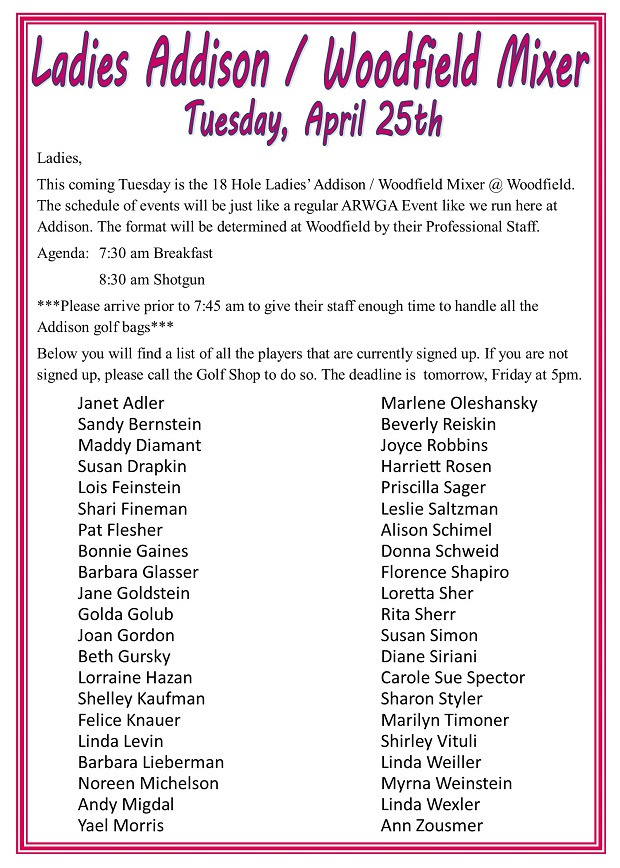 Ladies Addison / Woodfield Mixer
Tuesday, April 25th
Ladies,
This coming Tuesday is the 18 Hole Ladies' Addison / Woodfield Mixer @ Woodfield.
The schedule of events will be just like a regular ARWGA Event like we run here at
Addison. The format will be determined at Woodfield by their Professional Staff.
Agenda: 7:30 am Breakfast
8:30 am Shotgun
***Please arrive prior to 7:45 am to give their staff enough time to handle all the
Addison golf bags***
Below you will find a list of all the players that are currently signed up. If you are not
signed up, please call the Golf Shop to do so. The deadline is tomorrow, Friday at 5pm.
Janet Adler
Sandy Bernstein
Maddy Diamant
Susan Drapkin
Lois Feinstein
Shari Fineman
Pat Flesher
Bonnie Gaines
Barbara Glasser
Jane Goldstein
Golda Golub
Joan Gordon
Beth Gursky
Lorraine Hazan
Shelley Kaufman
Felice Knauer
Linda Levin
Barbara Lieberman
Noreen Michelson
Andy Migdal
Yael Morris
Marlene Oleshansky
Beverly Reiskin
Joyce Robbins
Harriett Rosen
Priscilla Sager
Leslie Saltzman
Alison Schimel
Donna Schweid
Florence Shapiro
Loretta Sher
Rita Sherr
Susan Simon
Diane Siriani
Carole Sue Spector
Sharon Styler
Marilyn Timoner
Shirley Vituli
Linda Weiller
Myrna Weinstein
Linda Wexler
Ann Zousmer